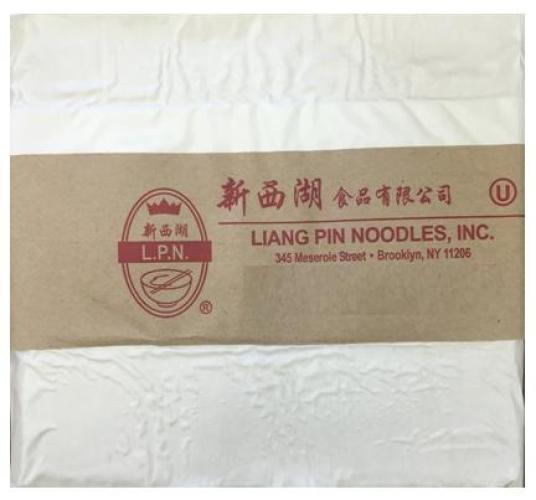 新西湖
L.P.N.
®
新西湖 食品有限公司
U
LIANG PIN NOODLES, INC.
345 Meserole Street • Brooklyn, NY 11206